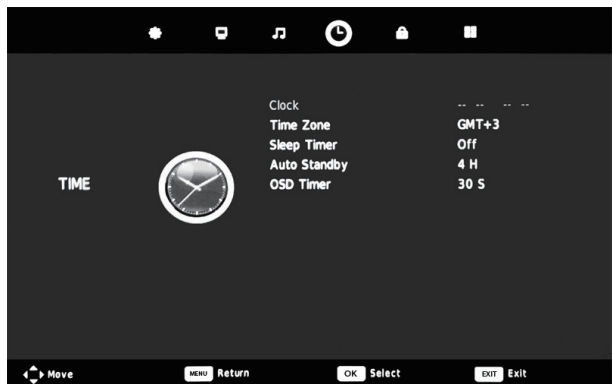 Clock -- -- -- --
Time Zone GMT+3
Sleep Timer Off
Auto Standby 4 H
TIME
OSD Timer 30 S
Move MENU Return OK Select EXIT Exit